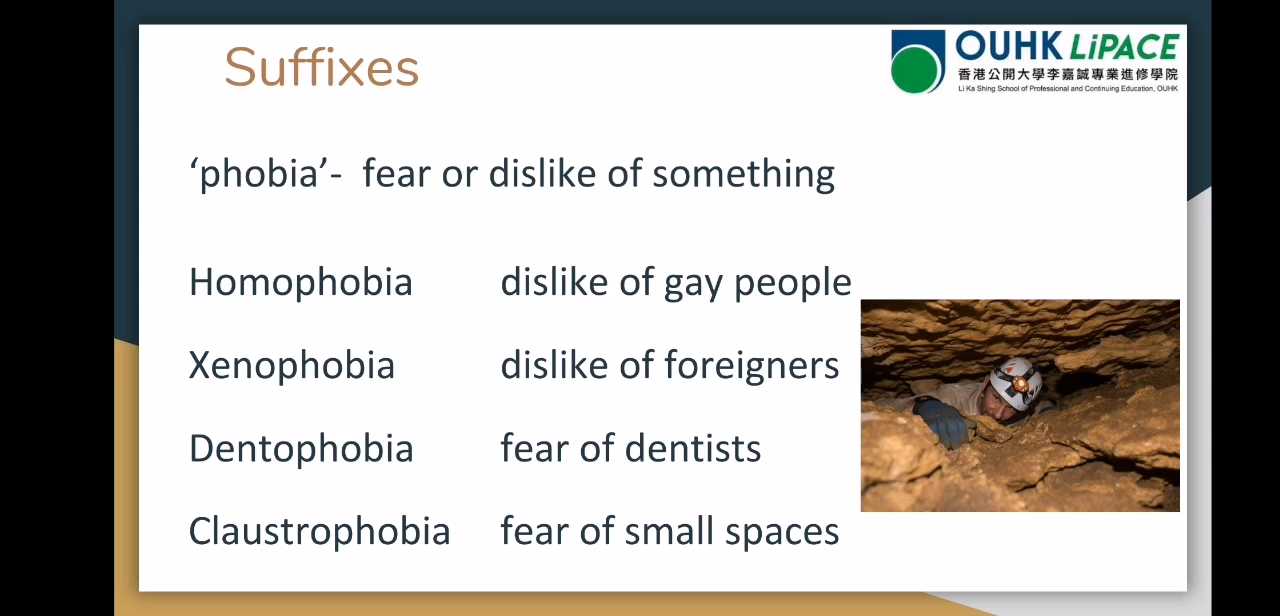 Suffixes
OUHK LiPACE
香港公開大學李嘉誠專業進修學院
Li Ka Shing School of Professional and Continuing Education, OUHK
‘phobia’- fear or dislike of something
Homophobia dislike of gay people
Xenophobia dislike of foreigners
Dentophobia fear of dentists
Claustrophobia fear of small spaces